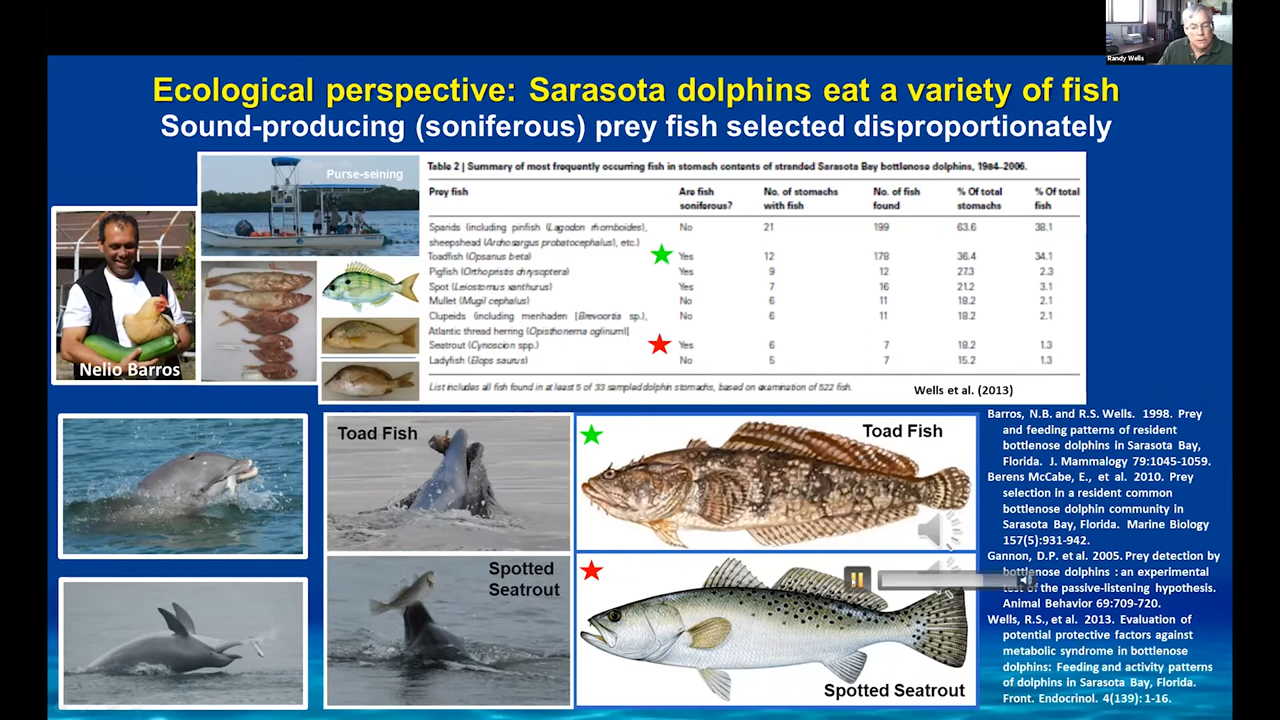 Randy Wells
Ecological perspective: Sarasota dolphins eat a variety of fish
Sound-producing (soniferous) prey fish selected disproportionately
Purse-seining
Nelio Barros
Table 2 | Summary of most frequently occurring fish in stomach contents of stranded Sarasota Bay bottlenose dolphins, 1984–2006.
Prey fish Are fish soniferous? No. of stomachs with fish No. of fish found % Of total stomachs % Of total fish
Sparids (including pinfish (Lagodon rhomboides), No 21 199 63.6 38.1
sheepshead (Archosargus probatocephalus), etc.)
Toadfish (Opsanus beta) Yes 12 178 36.4 34.1
Pigfish (Orthopristis chrysoptera) Yes 9 12 27.3 2.3
Spot (Leiostomus xanthurus) Yes 7 16 21.2 3.1
Mullet (Mugil cephalus) No 6 11 18.2 2.1
Clupeids (including menhaden [Brevoortia sp.), No 6 11 18.2 2.1
Atlantic thread herring (Opisthonema oglinum)]
Seatrout (Cynoscion spp.) Yes 6 7 18.2 1.3
Ladyfish (Elops saurus) No 5 7 15.2 1.3
List includes all fish found in at least 5 of 33 sampled dolphin stomachs, based on examination of 522 fish.
Wells et al. (2013)
Toad Fish
Spotted
Seatrout
Toad Fish
Spotted Seatrout
Barros, N.B. and R.S. Wells. 1998. Prey
and feeding patterns of resident
bottlenose dolphins in Sarasota Bay,
Florida. J. Mammalogy 79:1045-1059.
Berens McCabe, E., et al. 2010. Prey
selection in a resident common
bottlenose dolphin community in
Sarasota Bay, Florida. Marine Biology
157(5):931-942.
Gannon, D.P. et al. 2005. Prey detection by
bottlenose dolphins : an experimental
test of the passive-listening hypothesis.
Animal Behavior 69:709-720.
Wells, R.S., et al. 2013. Evaluation of
potential protective factors against
metabolic syndrome in bottlenose
dolphins: Feeding and activity patterns
of dolphins in Sarasota Bay, Florida.
Front. Endocrinol. 4(139): 1-16.